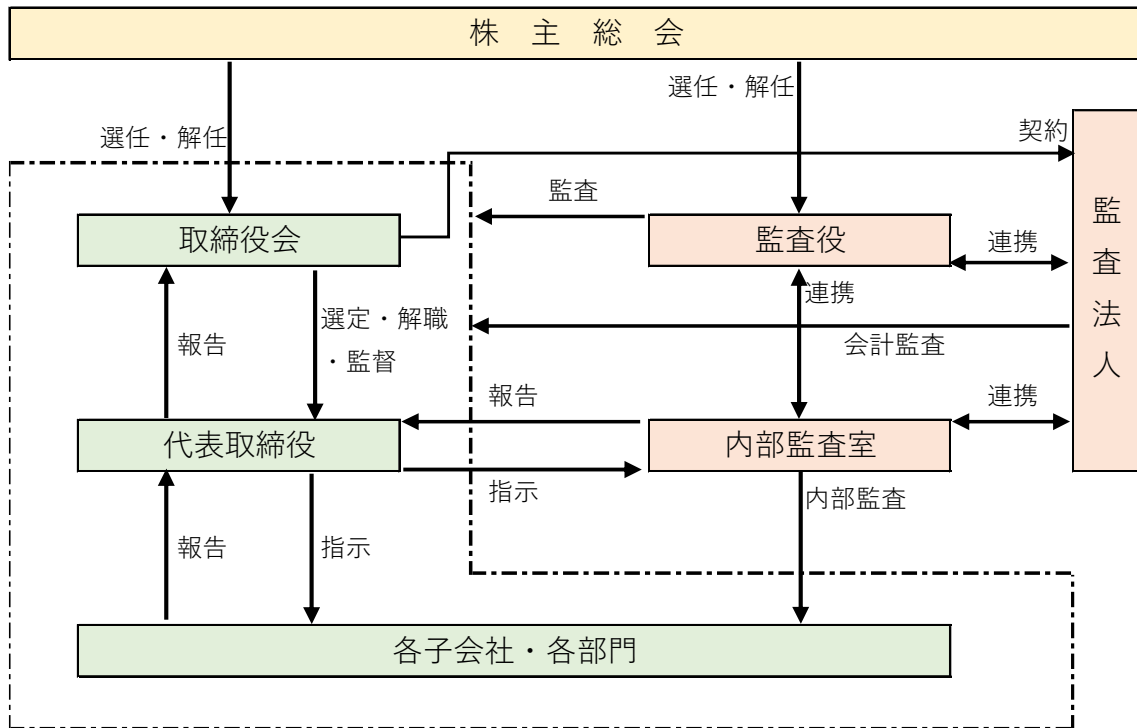 株 主 総 会
選任・解任
選任・解任
契約
監査法人
取締役会
監査
監査役
連携
連携
選定・解職
・監督
報告
会計監査
報告
連携
代表取締役
内部監査室
指示
内部監査
報告
指示
各子会社・各部門